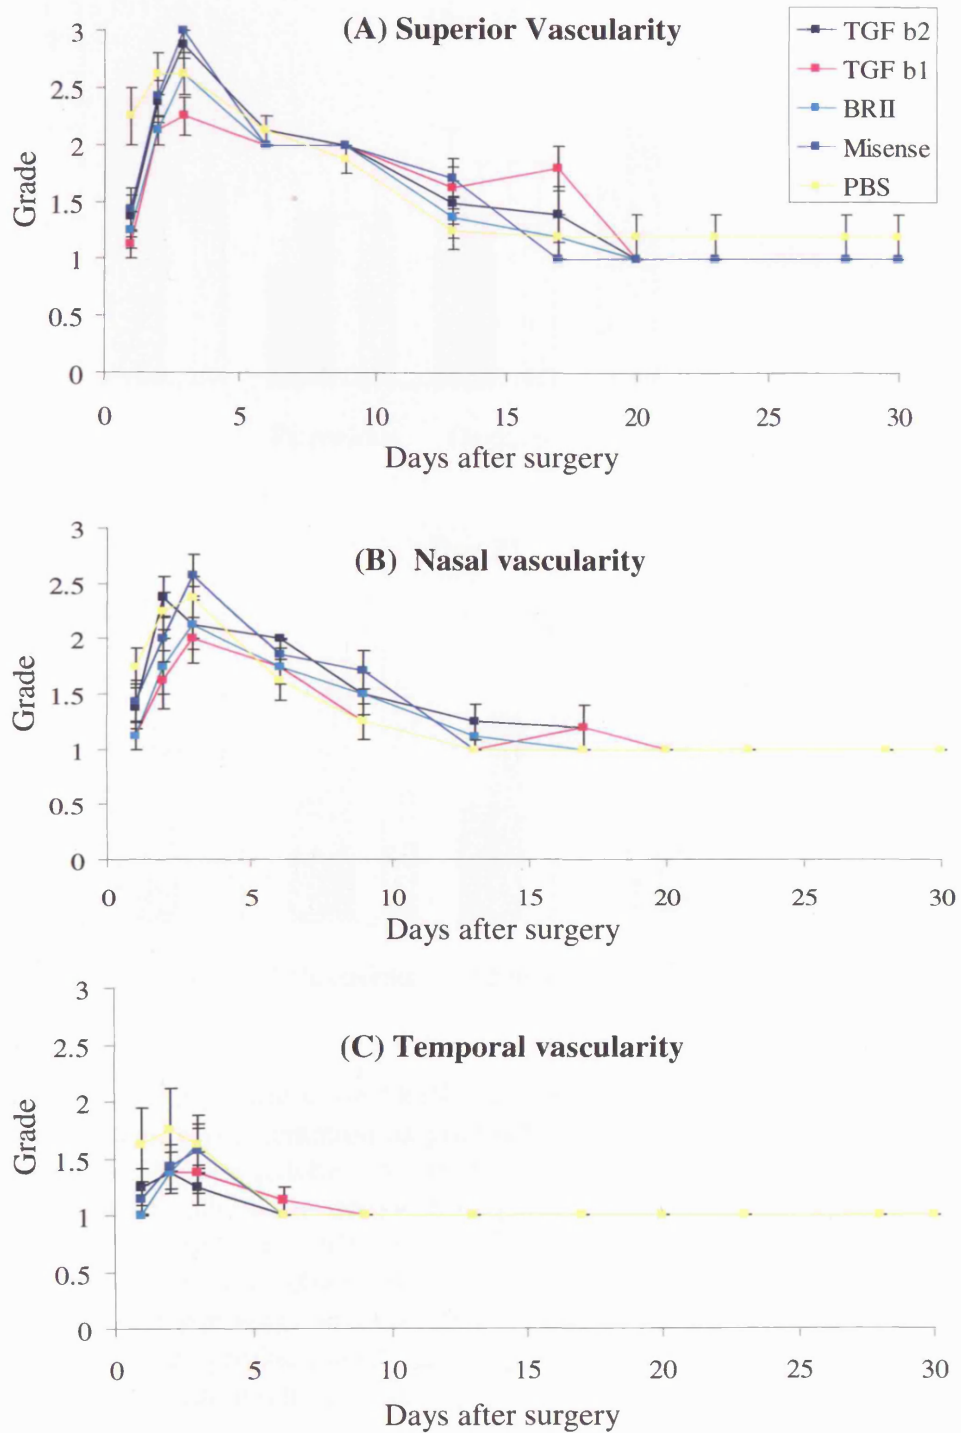 (A) Superior Vascularity
TGF b2
TGF b1
BRII
Misense
PBS
Grade
3
2.5
2
1.5
1
0.5
0
0 5 10 15 20 25 30
Days after surgery
(B) Nasal vascularity
Grade
3
2.5
2
1.5
1
0.5
0
0 5 10 15 20 25 30
Days after surgery
(C) Temporal vascularity
Grade
3
2.5
2
1.5
1
0.5
0
0 5 10 15 20 25 30
Days after surgery